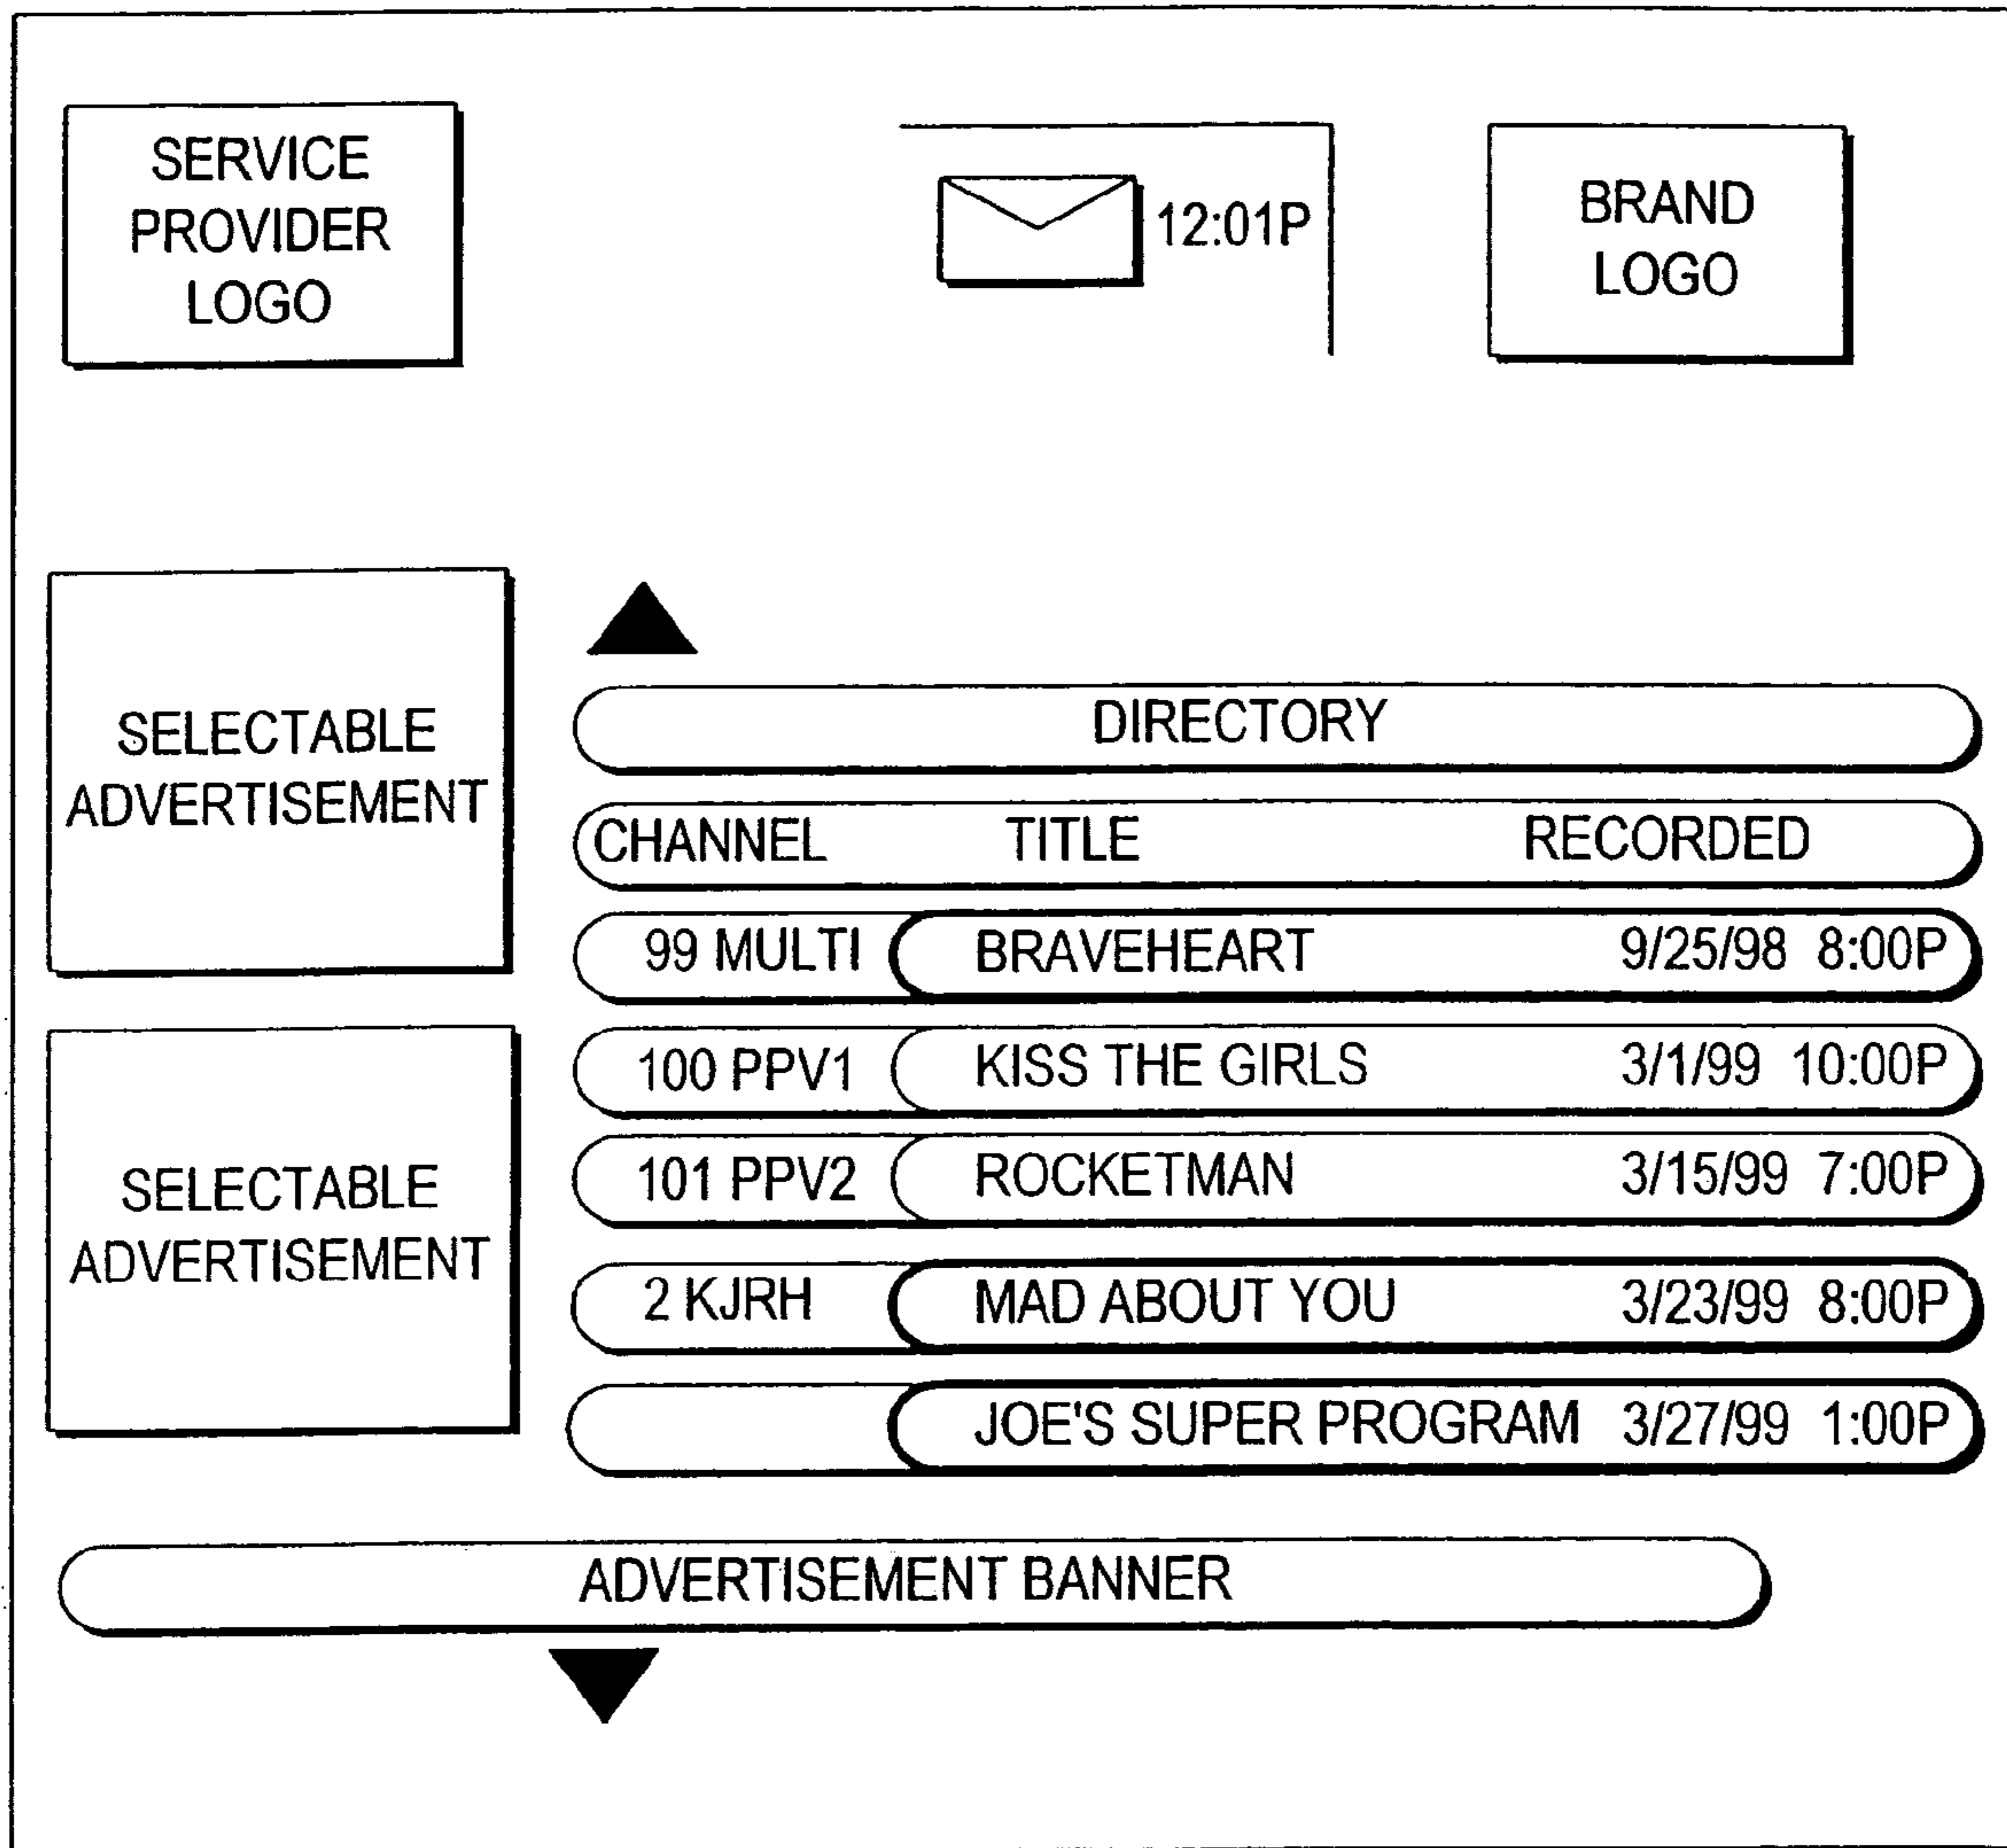 SERVICE
PROVIDER
LOGO
12:01P
BRAND
LOGO
SELECTABLE
ADVERTISEMENT
SELECTABLE
ADVERTISEMENT
DIRECTORY
CHANNEL TITLE RECORDED
99 MULTI BRAVEHEART 9/25/98 8:00P
100 PPV1 KISS THE GIRLS 3/1/99 10:00P
101 PPV2 ROCKETMAN 3/15/99 7:00P
2 KJRH MAD ABOUT YOU 3/23/99 8:00P
JOE'S SUPER PROGRAM 3/27/99 1:00P
ADVERTISEMENT BANNER